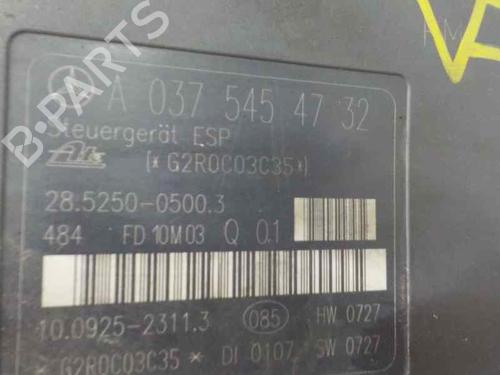 A 037 545 47 32
Steuergerät ESP
Ate (*G2R0C03C35*)
28.5250-0500.3
484 FD 10M03 Q 0.1
10.0925-2311.3 085 HW 0727
*G2R0C03C35* DI 0107 SW 0727